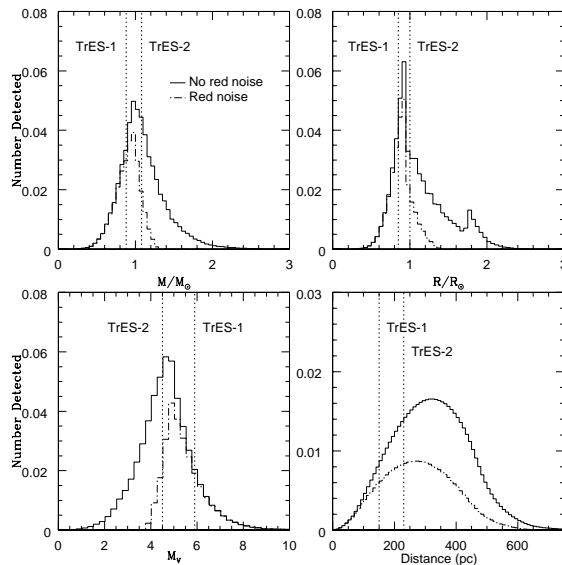 0.08
0.06
0.04
0.02
0
Number Detected
TrES-1
TrES-2
No red noise
Red noise
0
1
2
3
M/M☉
0.08
0.06
0.04
0.02
0
TrES-1
TrES-2
0
1
2
3
R/R☉
0.08
0.06
0.04
0.02
0
Number Detected
TrES-2
TrES-1
0
2
4
6
8
10
Mv
0.03
0.02
0.01
0
TrES-1
TrES-2
0
200
400
600
Distance (pc)